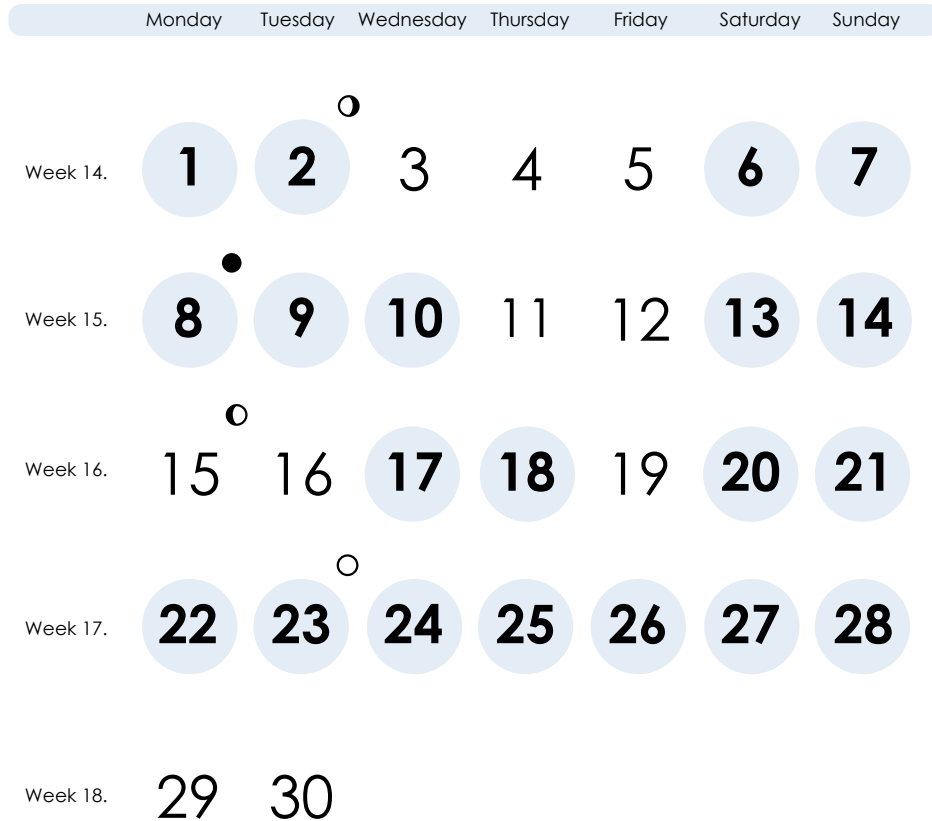 Monday Tuesday Wednesday Thursday Friday Saturday Sunday
Week 14. 1 2 3 4 5 6 7
Week 15. 8 9 10 11 12 13 14
Week 16. 15 16 17 18 19 20 21
Week 17. 22 23 24 25 26 27 28
Week 18. 29 30